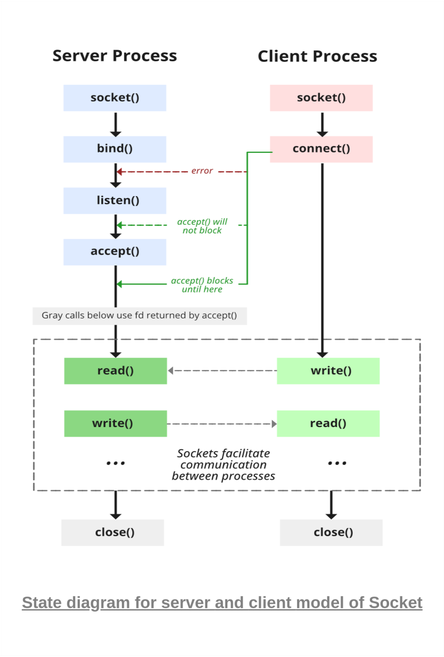 Server Process
Client Process
socket()
socket()
bind()
connect()
error
listen()
accept() will
not block
accept()
accept() blocks
until here
Gray calls below use fd returned by accept()
read()
write()
write()
read()
...
...
Sockets facilitate
communication
between processes
close()
close()
State diagram for server and client model of Socket